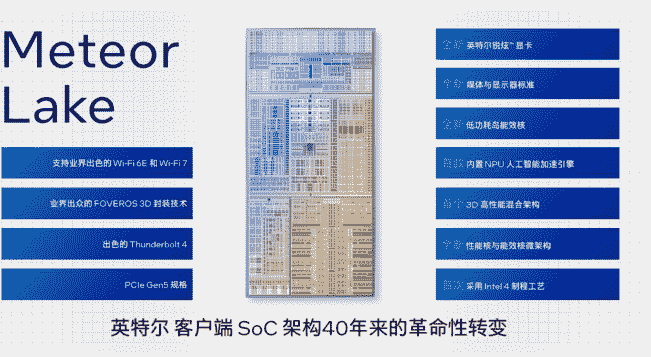 Meteor
Lake
支持业界出色的 Wi-Fi 6E 和 Wi-Fi 7
业界出众的 FOVEROS 3D 封装技术
出色的 Thunderbolt 4
PCIe Gen5 规格
英特尔锐炫™ 显卡
媒体与显示器标准
低功耗岛能效核
内置 NPU 人工智能加速引擎
3D 高性能混合架构
性能核与能效核微架构
采用 Intel 4 制程工艺
英特尔 客户端 SoC 架构40年来的革命性转变